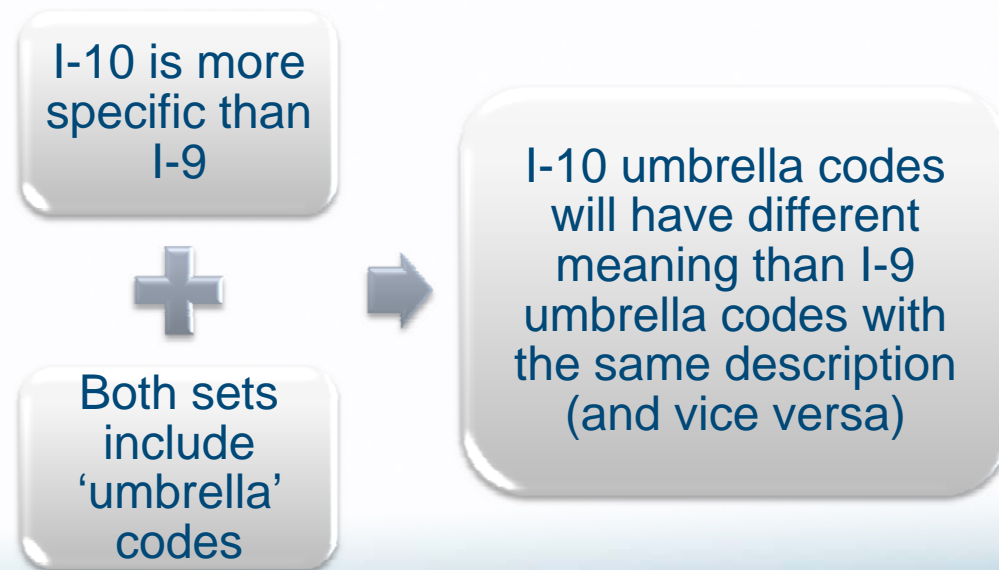 I-10 is more
specific than
I-9
Both sets
include
‘umbrella’
codes
I-10 umbrella codes
will have different
meaning than I-9
umbrella codes with
the same description
(and vice versa)